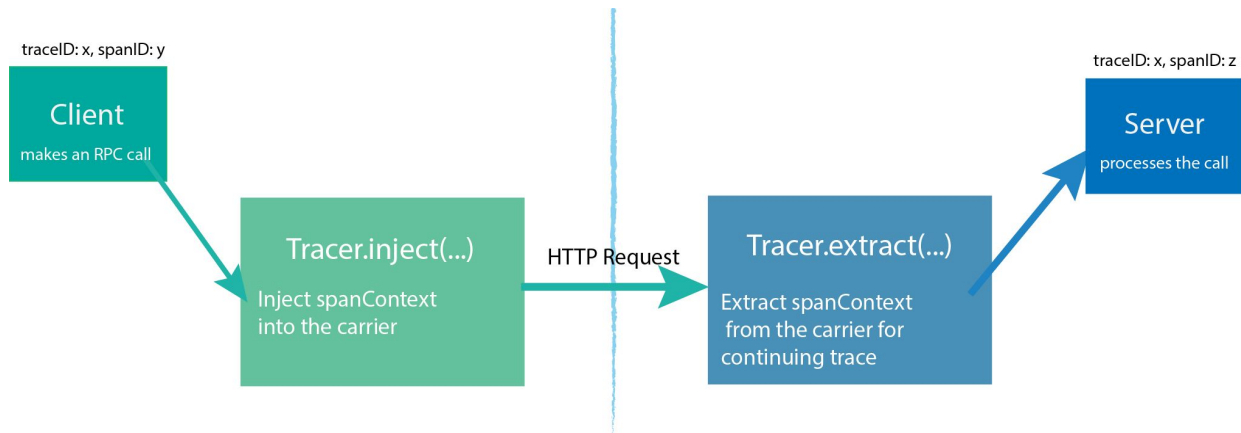 traceID: x, spanID: y
Client
makes an RPC call
Tracer.inject(...)
Inject spanContext
into the carrier
HTTP Request
Tracer.extract(...)
Extract spanContext
from the carrier for
continuing trace
traceID: x, spanID: z
Server
processes the call